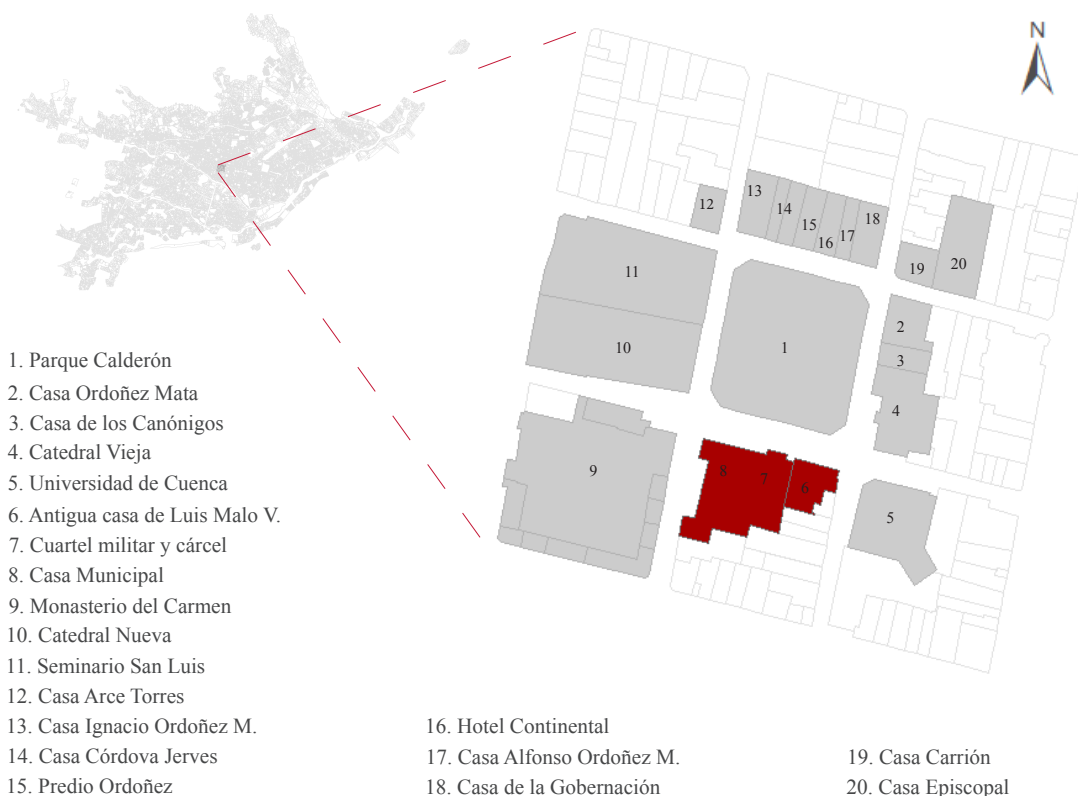 N
13
14
15
16
17
18
12
19
20
11
10
1
2
3
4
9
8
7
6
5
1. Parque Calderón
2. Casa Ordoñez Mata
3. Casa de los Canónigos
4. Catedral Vieja
5. Universidad de Cuenca
6. Antigua casa de Luis Malo V.
7. Cuartel militar y cárcel
8. Casa Municipal
9. Monasterio del Carmen
10. Catedral Nueva
11. Seminario San Luis
12. Casa Arce Torres
13. Casa Ignacio Ordoñez M.
14. Casa Córdova Jerves
15. Predio Ordoñez
16. Hotel Continental
17. Casa Alfonso Ordoñez M.
18. Casa de la Gobernación
19. Casa Carrión
20. Casa Episcopal